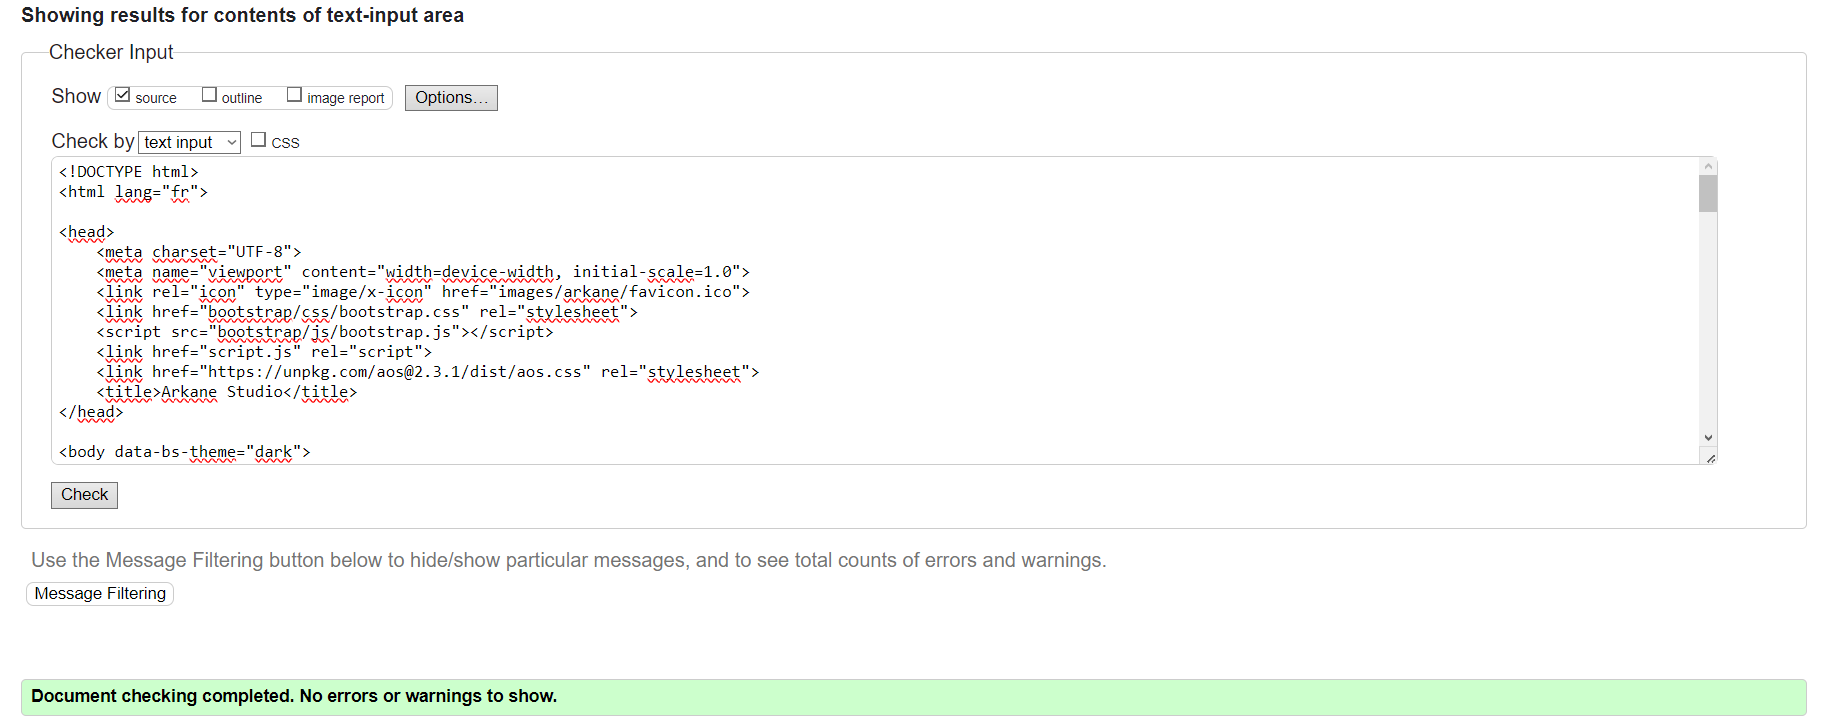 Showing results for contents of text-input area
Checker Input
Show source outline image report Options...
Check by text input CSS
<!DOCTYPE html>
<html lang="fr">
<head>
<meta charset="UTF-8">
<meta name="viewport" content="width=device-width, initial-scale=1.0">
<link rel="icon" type="image/x-icon" href="images/arkane/favicon.ico">
<link href="bootstrap/css/bootstrap.css" rel="stylesheet">
<script src="bootstrap/js/bootstrap.js"></script>
<link href="script.js" rel="script">
<link href="https://unpkg.com/aos@2.3.1/dist/aos.css" rel="stylesheet">
<title>Arkane Studio</title>
</head>
<body data-bs-theme="dark">
Check
Use the Message Filtering button below to hide/show particular messages, and to see total counts of errors and warnings.
Message Filtering
Document checking completed. No errors or warnings to show.